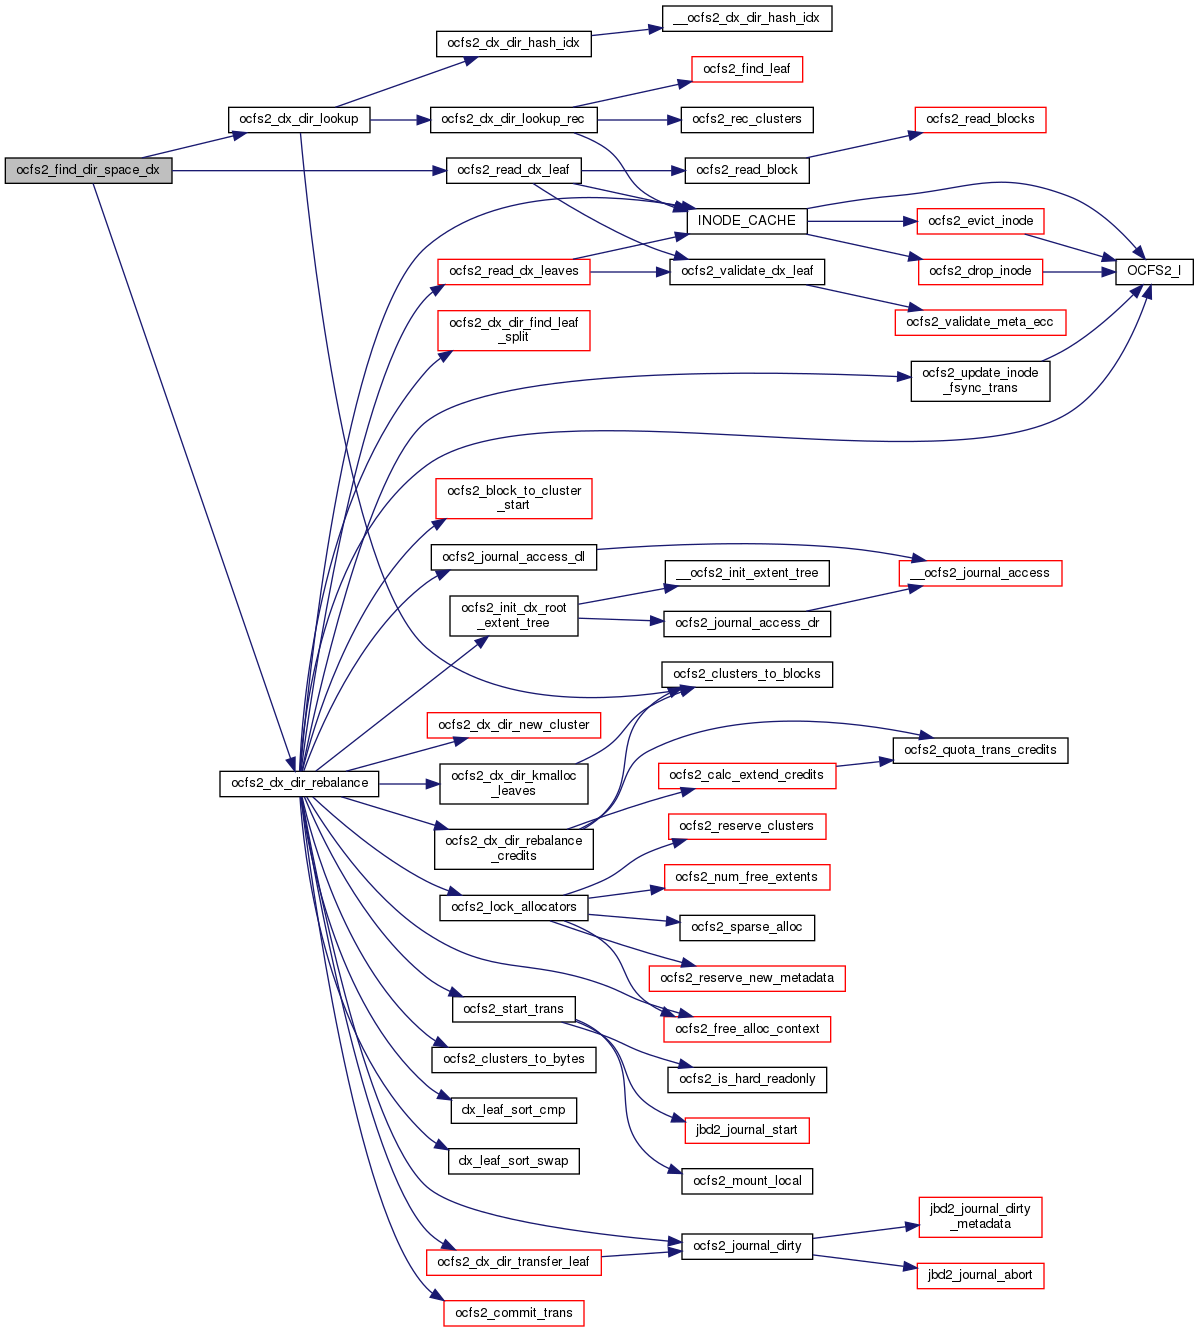 __ocfs2_dx_dir_hash_idx
ocfs2_dx_dir_hash_idx
ocfs2_find_leaf
ocfs2_dx_dir_lookup
ocfs2_dx_dir_lookup_rec
ocfs2_rec_clusters
ocfs2_read_blocks
ocfs2_find_dir_space_dx
ocfs2_read_dx_leaf
ocfs2_read_block
INODE_CACHE
ocfs2_evict_inode
ocfs2_read_dx_leaves
ocfs2_validate_dx_leaf
ocfs2_drop_inode
OCFS2_I
ocfs2_dx_dir_find_leaf
_split
ocfs2_validate_meta_ecc
ocfs2_update_inode
_fsync_trans
ocfs2_block_to_cluster
_start
ocfs2_journal_access_dl
__ocfs2_init_extent_tree
__ocfs2_journal_access
ocfs2_init_dx_root
_extent_tree
ocfs2_journal_access_dr
ocfs2_clusters_to_blocks
ocfs2_dx_dir_new_cluster
ocfs2_quota_trans_credits
ocfs2_dx_dir_rebalance
ocfs2_dx_dir_kmalloc
_leaves
ocfs2_calc_extend_credits
ocfs2_dx_dir_rebalance
_credits
ocfs2_reserve_clusters
ocfs2_num_free_extents
ocfs2_lock_allocators
ocfs2_sparse_alloc
ocfs2_reserve_new_metadata
ocfs2_start_trans
ocfs2_free_alloc_context
ocfs2_clusters_to_bytes
ocfs2_is_hard_readonly
dx_leaf_sort_cmp
jbd2_journal_start
dx_leaf_sort_swap
ocfs2_mount_local
jbd2_journal_dirty
_metadata
ocfs2_journal_dirty
ocfs2_dx_dir_transfer_leaf
jbd2_journal_abort
ocfs2_commit_trans